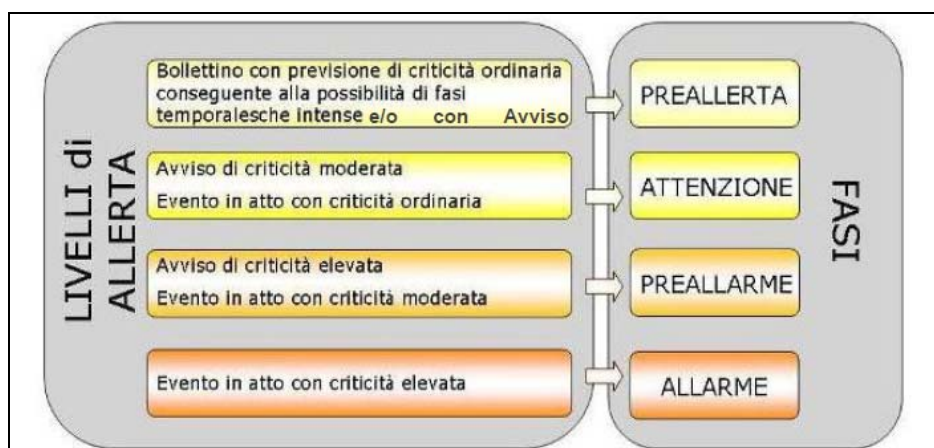 LIVELLI di
ALLERTA
Bollettino con previsione di criticità ordinaria
conseguente alla possibilità di fasi
temporalesche intense e/o con Avviso
PREALLERTA
Avviso di criticità moderata
Evento in atto con criticità ordinaria
ATTENZIONE
Avviso di criticità elevata
Evento in atto con criticità moderata
PREALLARME
Evento in atto con criticità elevata
ALLARME
FASI